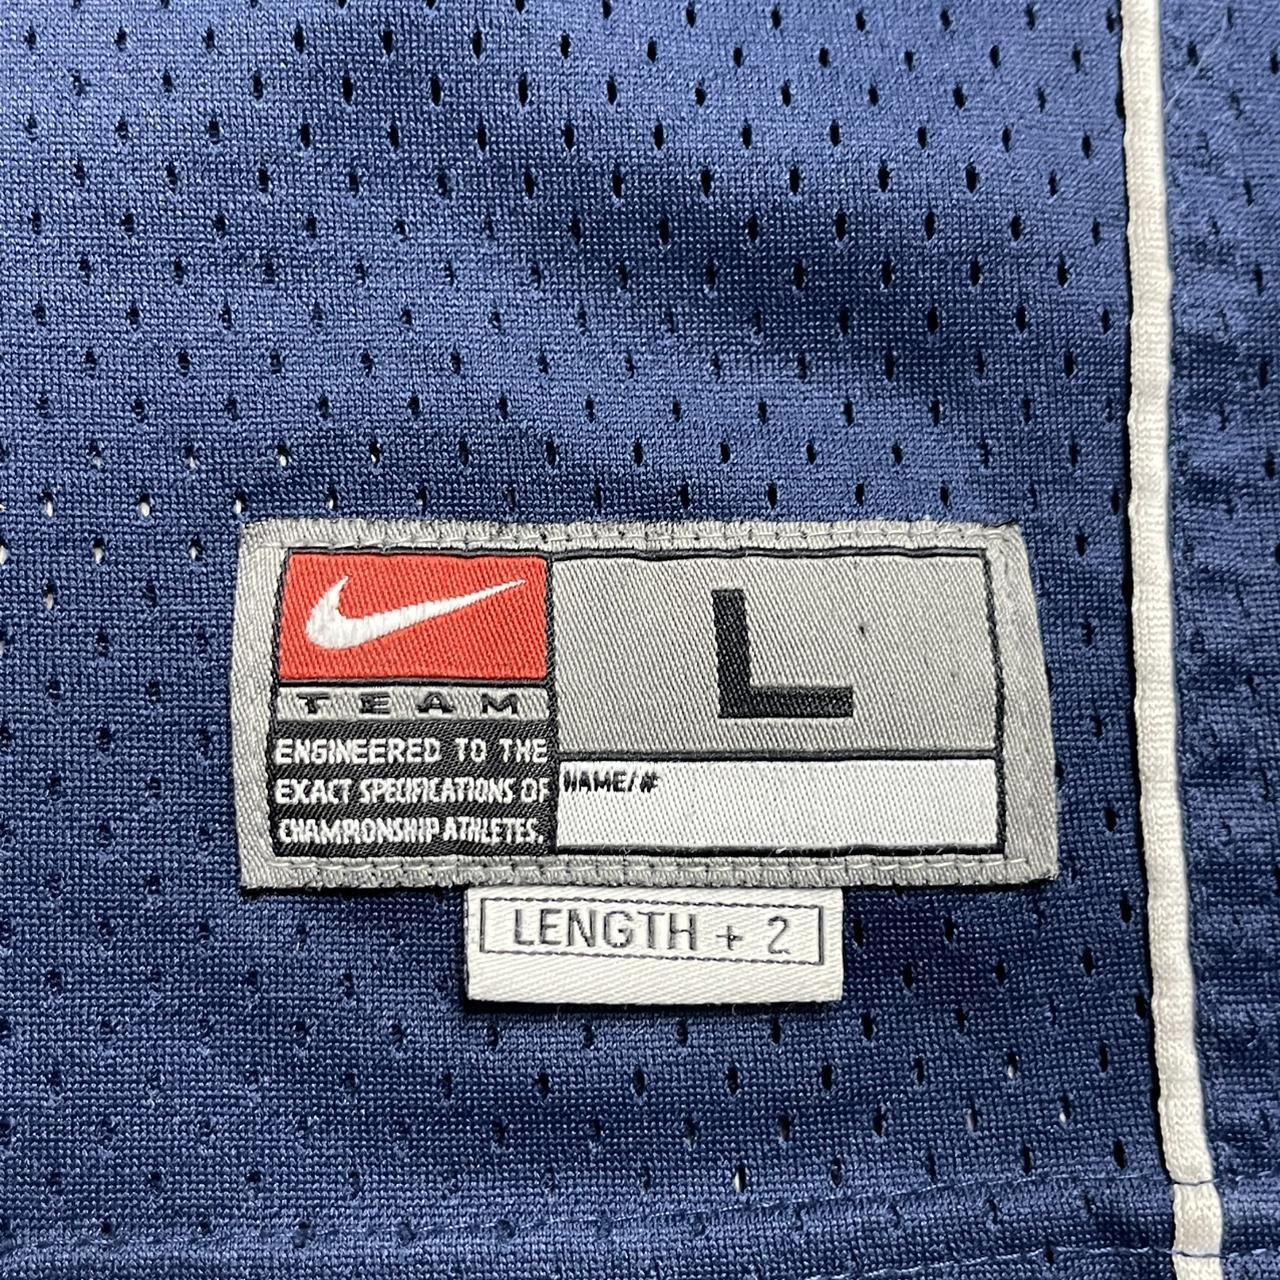 TEAM
ENGINEERED TO THE
EXACT SPECIFICATIONS OF
CHAMPIONSHIP ATHLETES.
L
NAME/#
LENGTH + 2